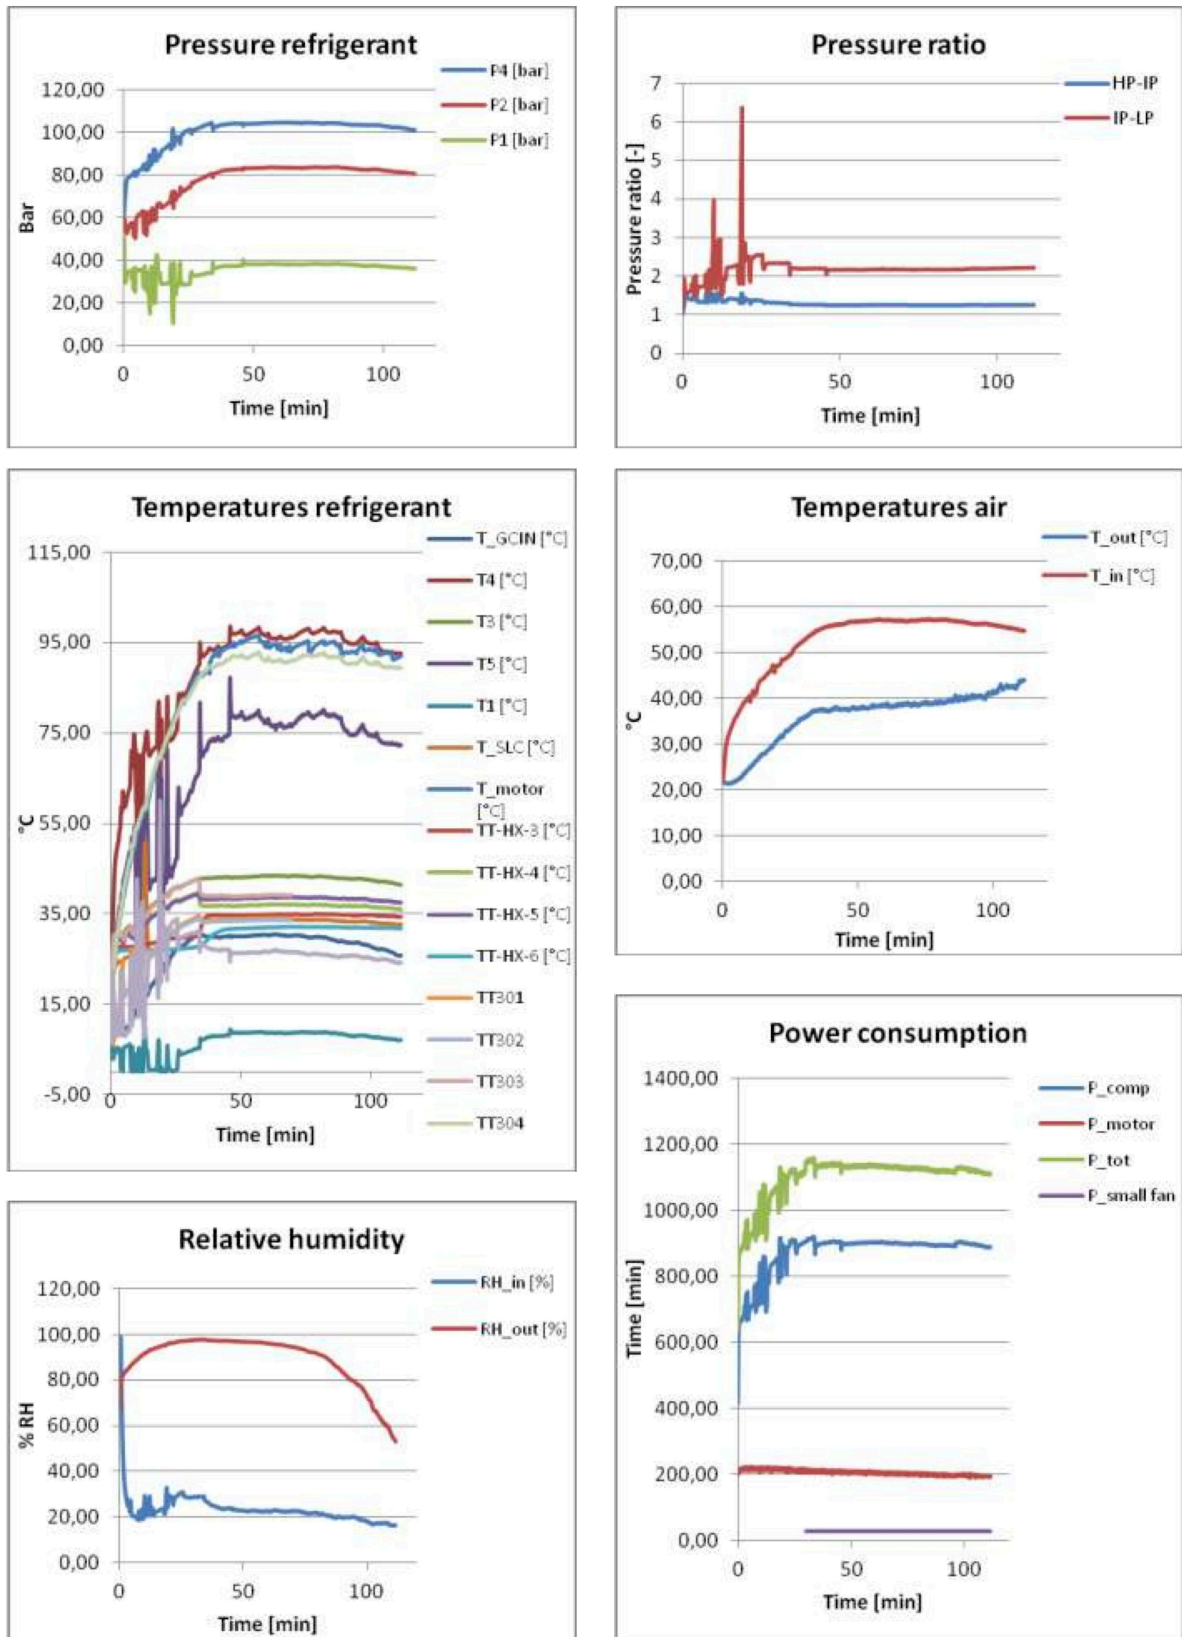 Pressure refrigerant
P4 [bar]
P2 [bar]
P1 [bar]
120,00
100,00
80,00
60,00
40,00
20,00
0,00
Bar
0 50 100
Time [min]
Pressure ratio
HP-IP
IP-LP
7
6
5
4
3
2
1
0
Pressure ratio [-]
0 50 100
Time [min]
Temperatures refrigerant
T_GCIN [°C]
T4 [°C]
T3 [°C]
T5 [°C]
T1 [°C]
T_SLC [°C]
T_motor
[°C]
TT-HX-3 [°C]
TT-HX-4 [°C]
TT-HX-5 [°C]
TT-HX-6 [°C]
TT301
TT302
TT303
TT304
115,00
95,00
75,00
55,00
35,00
15,00
-5,00
°C
0 50 100
Time [min]
Temperatures air
T_out [°C]
T_in [°C]
70,00
60,00
50,00
40,00
30,00
20,00
10,00
0,00
°C
0 50 100
Time [min]
Relative humidity
RH_in [%]
RH_out [%]
120,00
100,00
80,00
60,00
40,00
20,00
0,00
% RH
0 50 100
Time [min]
Power consumption
P_comp
P_motor
P_tot
P_small fan
1400,00
1200,00
1000,00
800,00
600,00
400,00
200,00
0,00
Time [min]
0 50 100
Time [min]